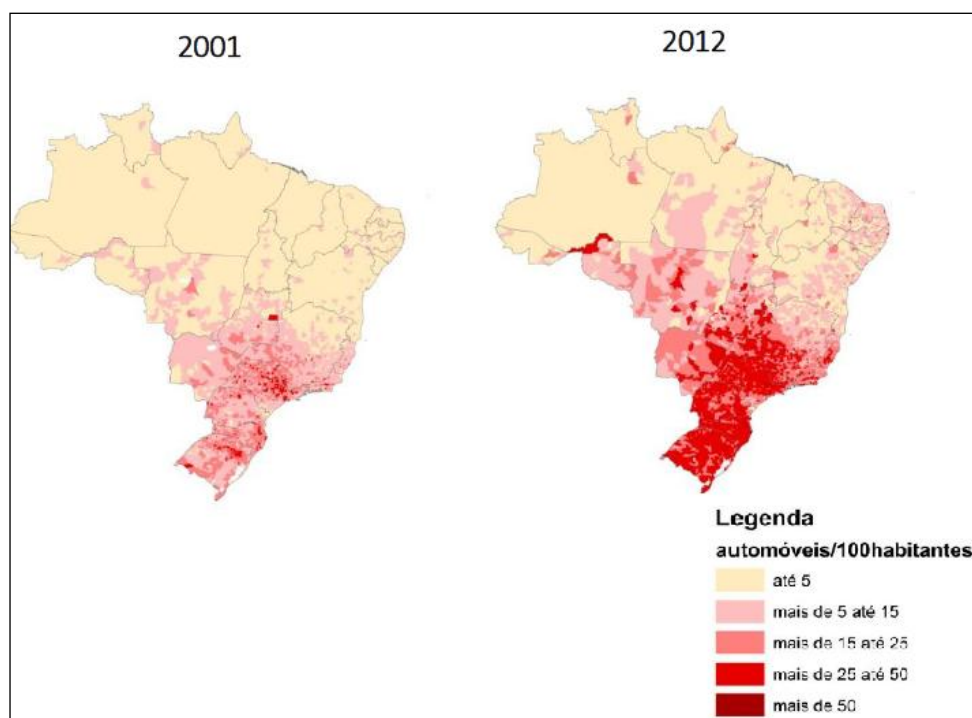 2001
2012
Legenda
automóveis/100habitantes
até 5
mais de 5 até 15
mais de 15 até 25
mais de 25 até 50
mais de 50